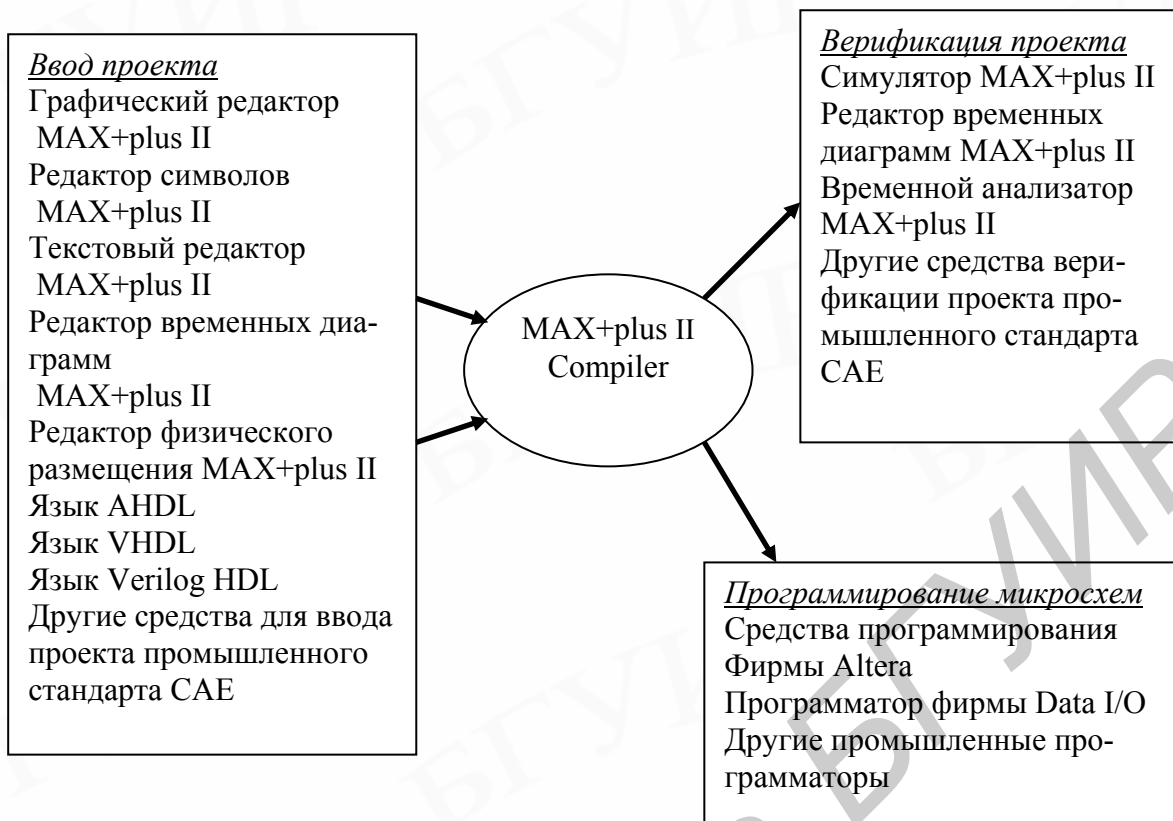 Ввод проекта
Графический редактор
MAX+plus II
Редактор символов
MAX+plus II
Текстовый редактор
MAX+plus II
Редактор временных диа-
грамм
MAX+plus II
Редактор физического
размещения MAX+plus II
Язык AHDL
Язык VHDL
Язык Verilog HDL
Другие средства для ввода
проекта промышленного
стандарта CAE
MAX+plus II
Compiler
Верификация проекта
Симулятор MAX+plus II
Редактор временных
диаграмм MAX+plus II
Временной анализатор
MAX+plus II
Другие средства вери-
фикации проекта про-
мышленного стандарта
CAE
Программирование микросхем
Средства программирования
Фирмы Altera
Программатор фирмы Data I/O
Другие промышленные про-
грамматоры
БГУИР